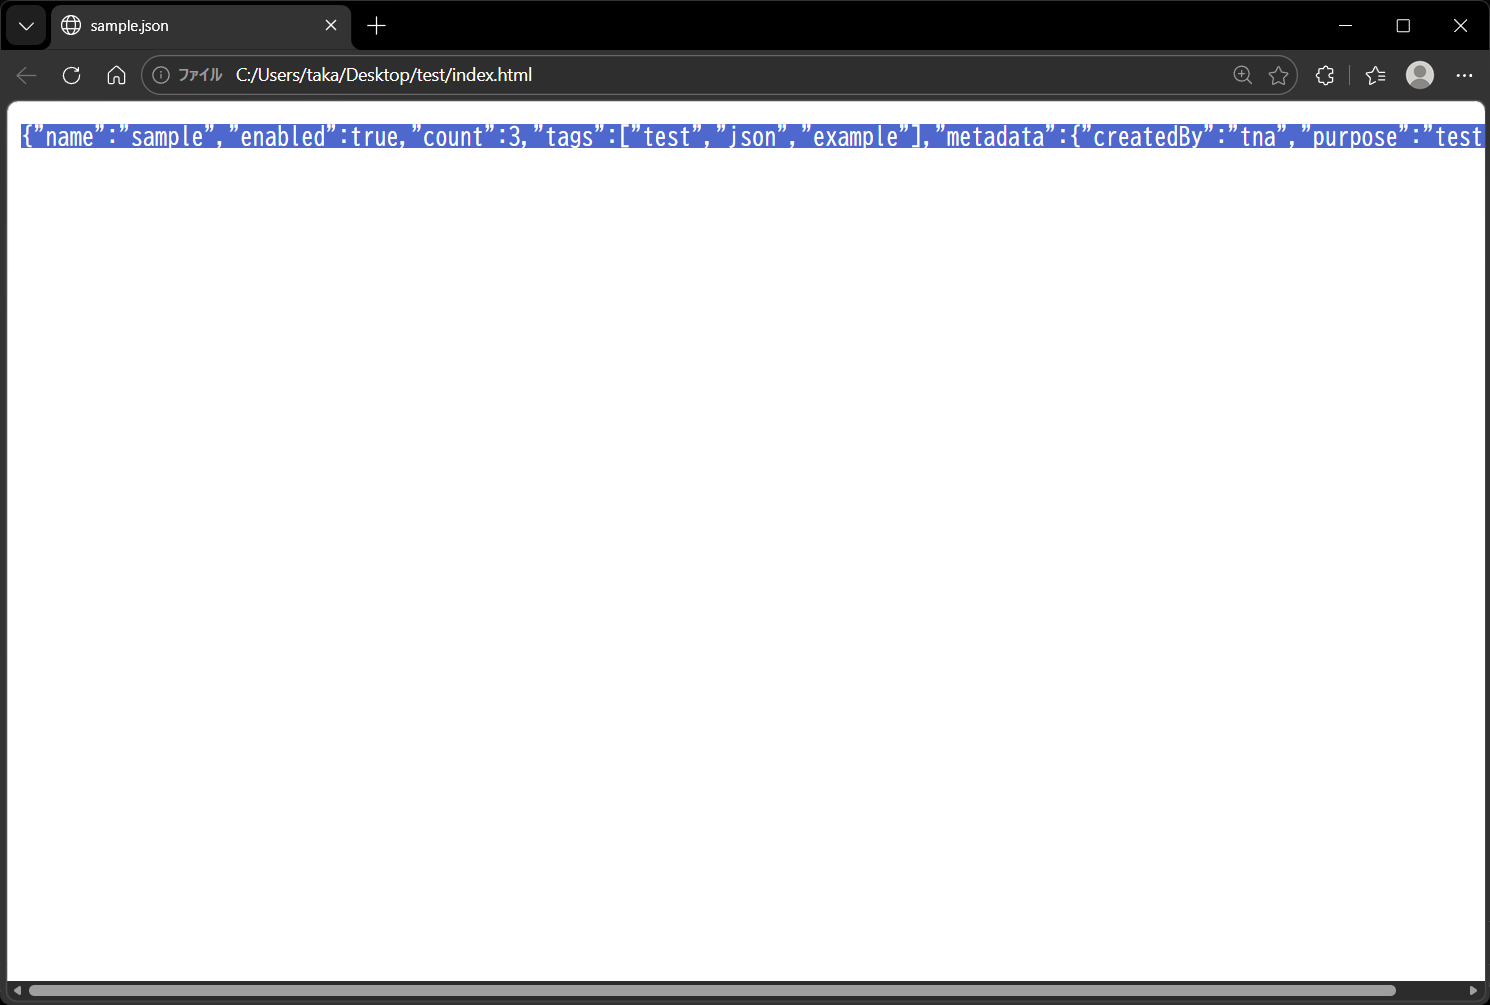 sample.json
ファイル C:/Users/taka/Desktop/test/index.html
{"name":"sample","enabled":true,"count":3,"tags":["test","json","example"],"metadata":{"createdBy":"tna","purpose":"test